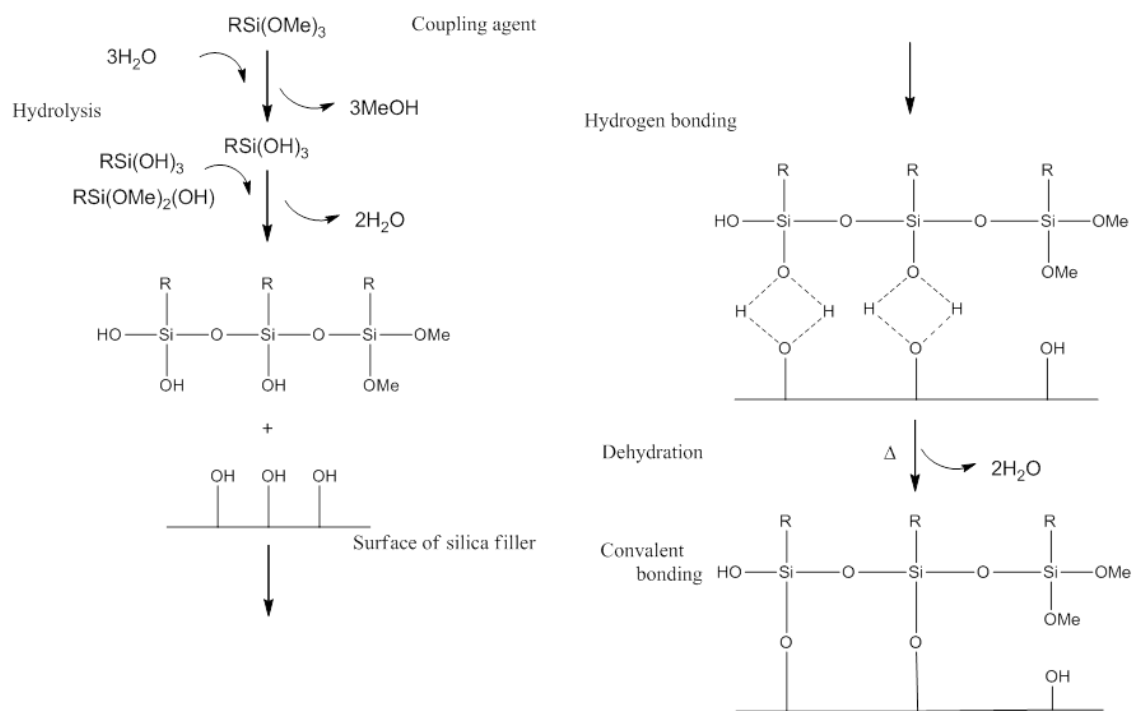 RSi(OMe)₃
Coupling agent
3H₂O
3MeOH
Hydrolysis
RSi(OH)₃
RSi(OH)₃
RSi(OMe)₂(OH)
2H₂O
R R R
HO Si O Si O Si OMe
OH OH OMe
+
OH OH OH
Surface of silica filler
Hydrogen bonding
R R R
HO Si O Si O Si OMe
O O OMe
H H H H
O O OH
Dehydration
Δ
2H₂O
R R R
Convalent
bonding
HO Si O Si O Si OMe
OMe
O O
OH